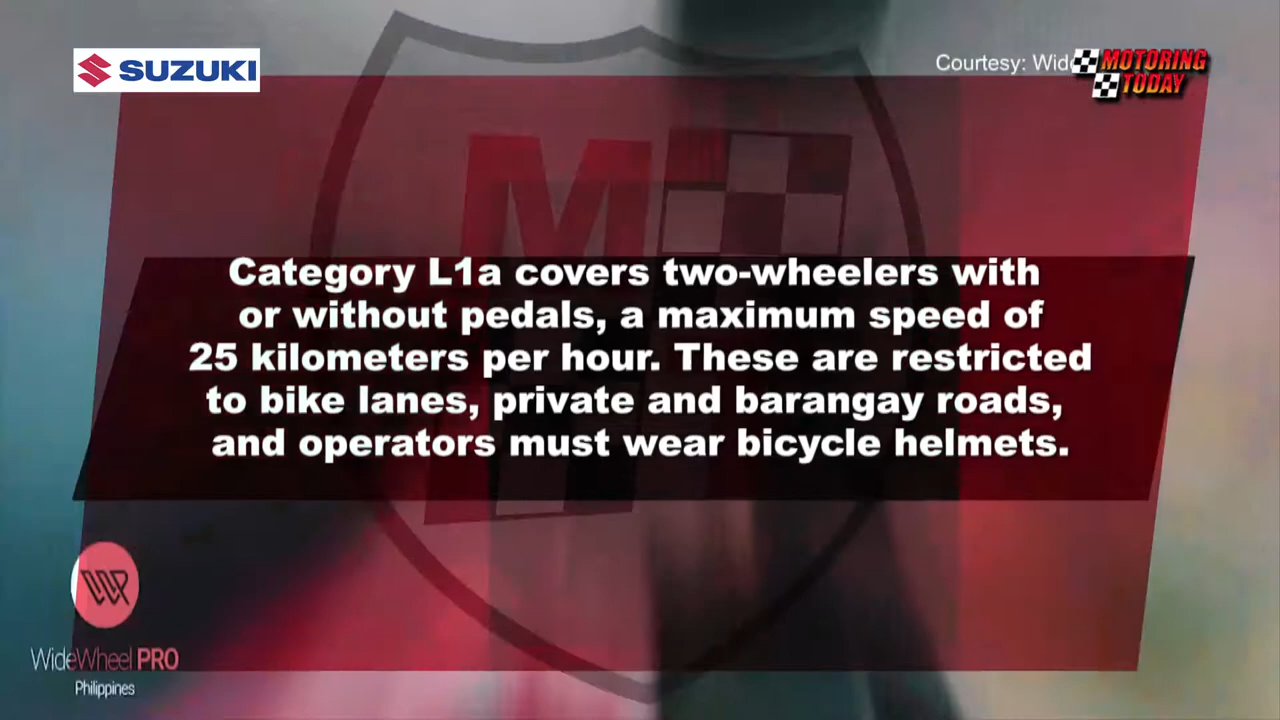 SUZUKI
Courtesy: Wid
MOTORING
TODAY
M
Category L1a covers two-wheelers with
or without pedals, a maximum speed of
25 kilometers per hour. These are restricted
to bike lanes, private and barangay roads,
and operators must wear bicycle helmets.
WideWheel PRO
Philippines